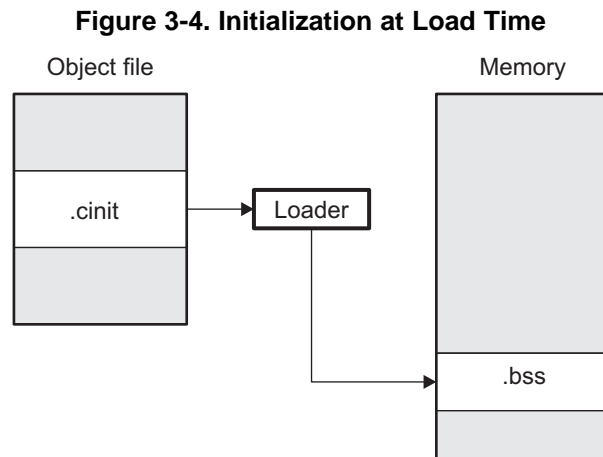 Figure 3-4. Initialization at Load Time
Object file
Memory
.cinit
Loader
.bss